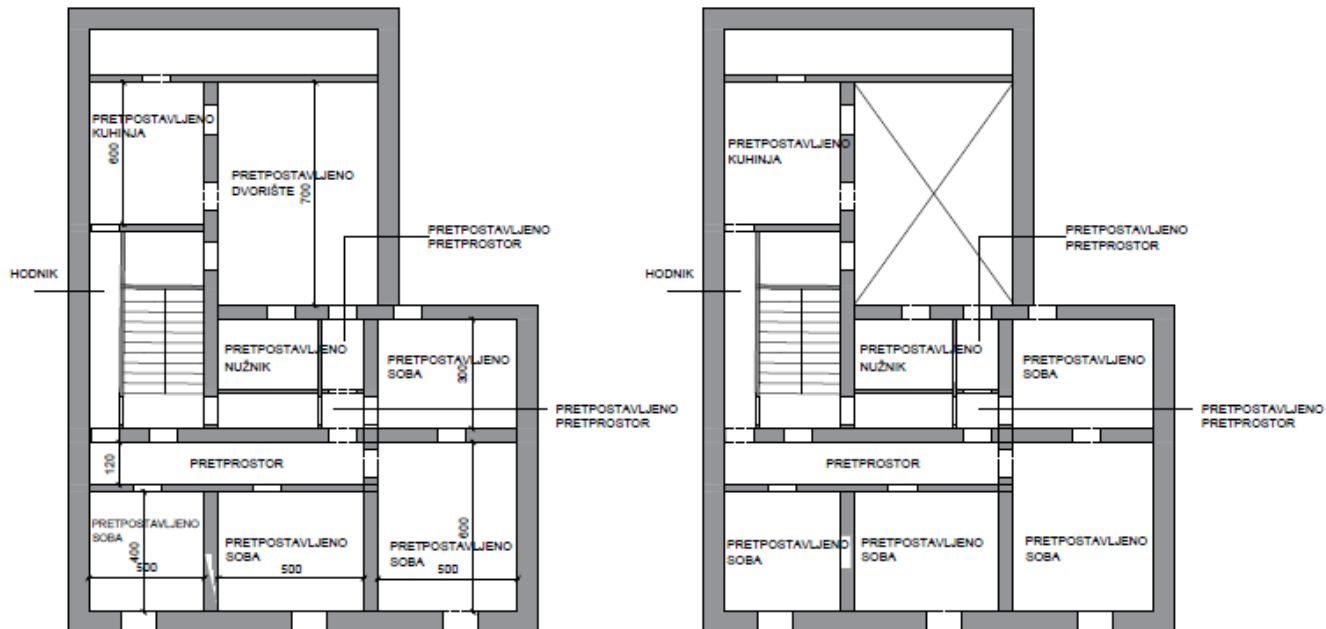 PRETPOSTAVLJENO
KUHINJA
600
PRETPOSTAVLJENO
DVORIŠTE
700
PRETPOSTAVLJENO
PRETPROSTOR
HODNIK
PRETPOSTAVLJENO
NUŽNIK
PRETPOSTAVLJENO
SOBA
300
PRETPOSTAVLJENO
PRETPROSTOR
120
PRETPROSTOR
PRETPOSTAVLJENO
SOBA
400
500
PRETPOSTAVLJENO
SOBA
500
PRETPOSTAVLJENO
SOBA
600
500
PRETPOSTAVLJENO
KUHINJA
PRETPOSTAVLJENO
PRETPROSTOR
HODNIK
PRETPOSTAVLJENO
NUŽNIK
PRETPOSTAVLJENO
SOBA
PRETPOSTAVLJENO
PRETPROSTOR
PRETPROSTOR
PRETPOSTAVLJENO
SOBA
PRETPOSTAVLJENO
SOBA
PRETPOSTAVLJENO
SOBA